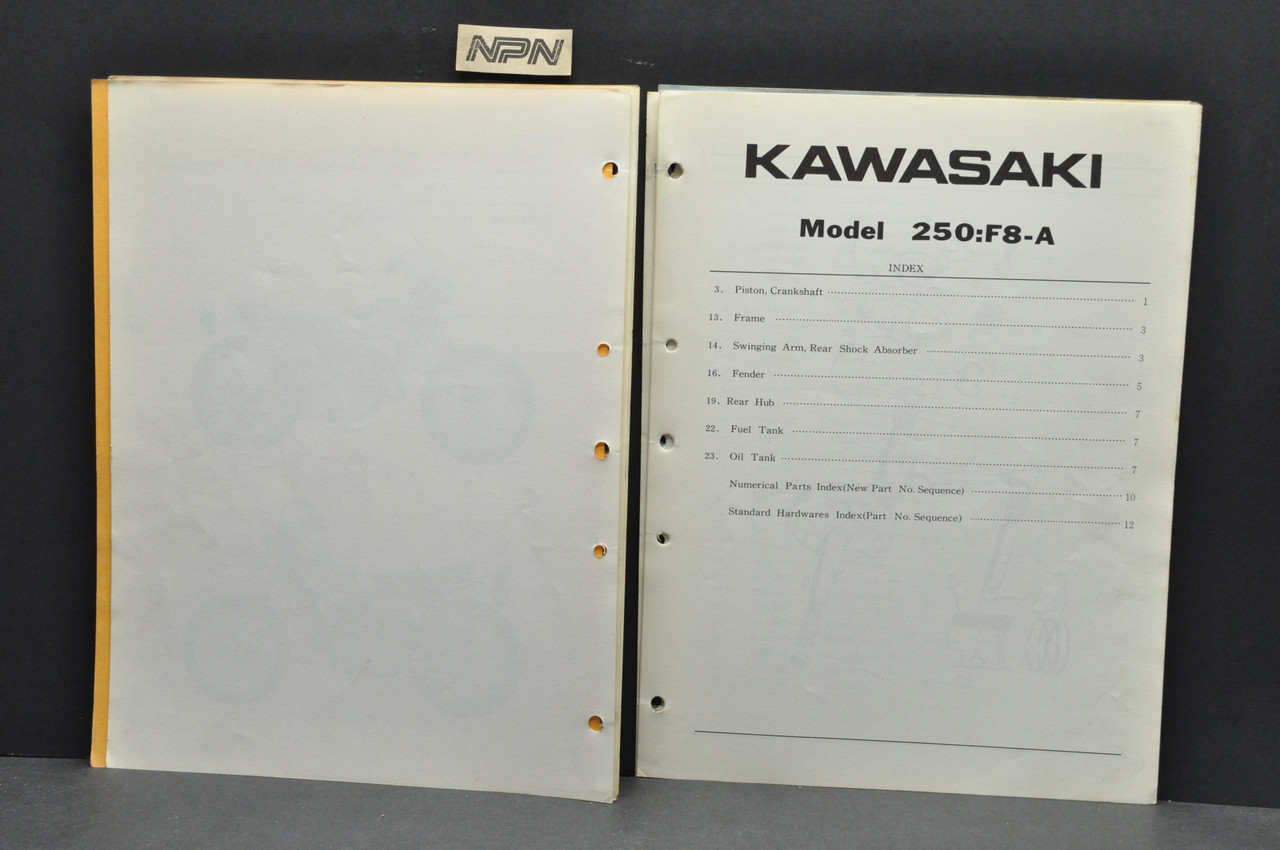 NPN
KAWASAKI
Model 250:F8-A
INDEX
3. Piston, Crankshaft ........ 1
13. Frame ........ 3
14. Swinging Arm, Rear Shock Absorber ........ 3
16. Fender ........ 5
19. Rear Hub ........ 7
22. Fuel Tank ........ 7
23. Oil Tank ........ 7
Numerical Parts Index(New Part No. Sequence) ........ 10
Standard Hardwares Index(Part No. Sequence) ........ 12